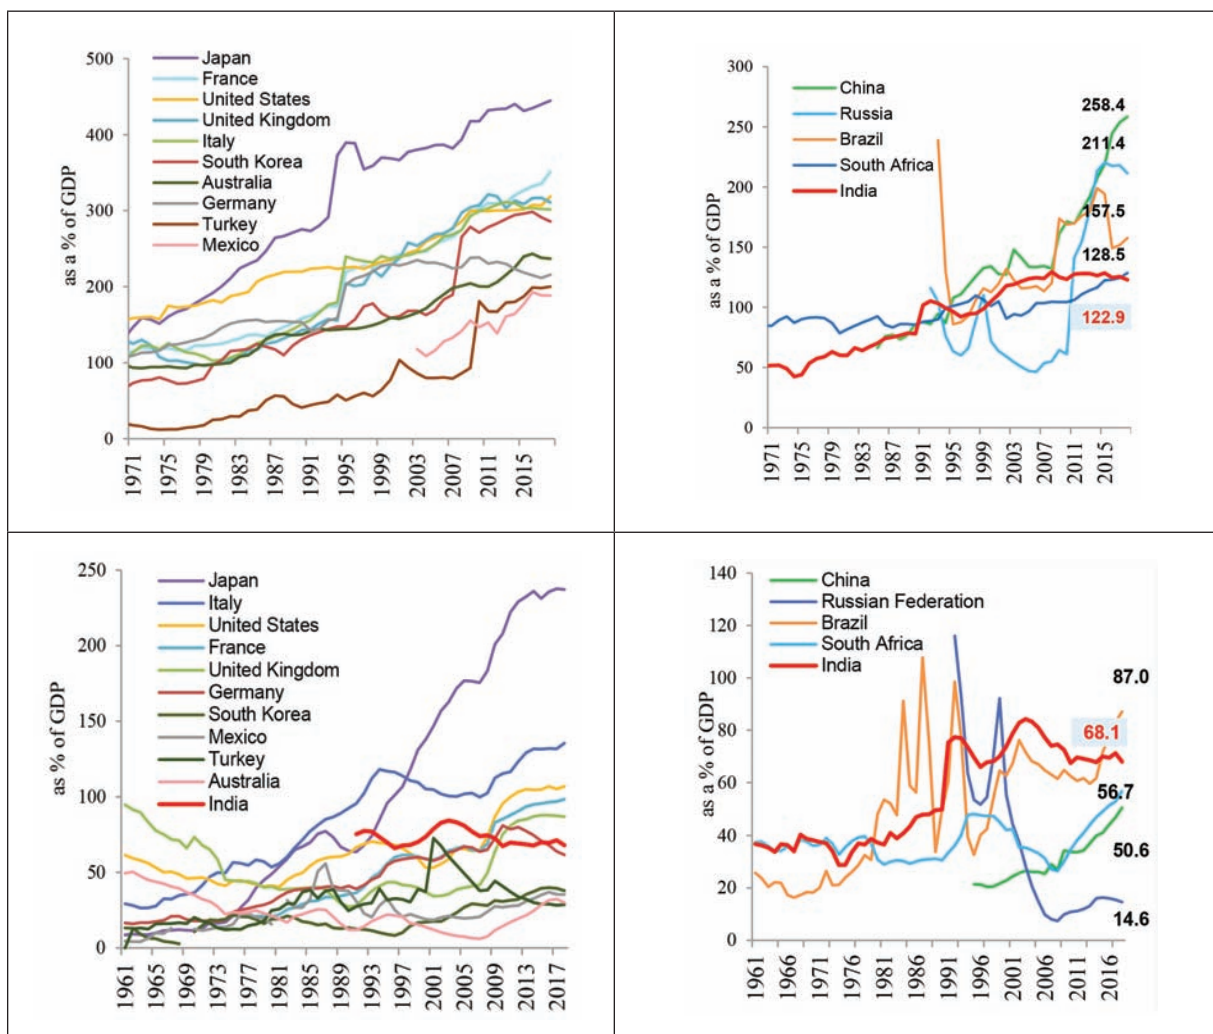 500
400
300
200
100
0
as a % of GDP
Japan
France
United States
United Kingdom
Italy
South Korea
Australia
Germany
Turkey
Mexico
1971
1975
1979
1983
1987
1991
1995
1999
2003
2007
2011
2015
300
250
200
150
100
50
0
as a % of GDP
China
Russia
Brazil
South Africa
India
258.4
211.4
157.5
128.5
122.9
1971
1975
1979
1983
1987
1991
1995
1999
2003
2007
2011
2015
250
200
150
100
50
0
as % of GDP
Japan
Italy
United States
France
United Kingdom
Germany
South Korea
Mexico
Turkey
Australia
India
1961
1965
1969
1973
1977
1981
1985
1989
1993
1997
2001
2005
2009
2013
2017
140
120
100
80
60
40
20
0
as a % of GDP
China
Russian Federation
Brazil
South Africa
India
87.0
68.1
56.7
50.6
14.6
1961
1966
1971
1976
1981
1986
1991
1996
2001
2006
2011
2016